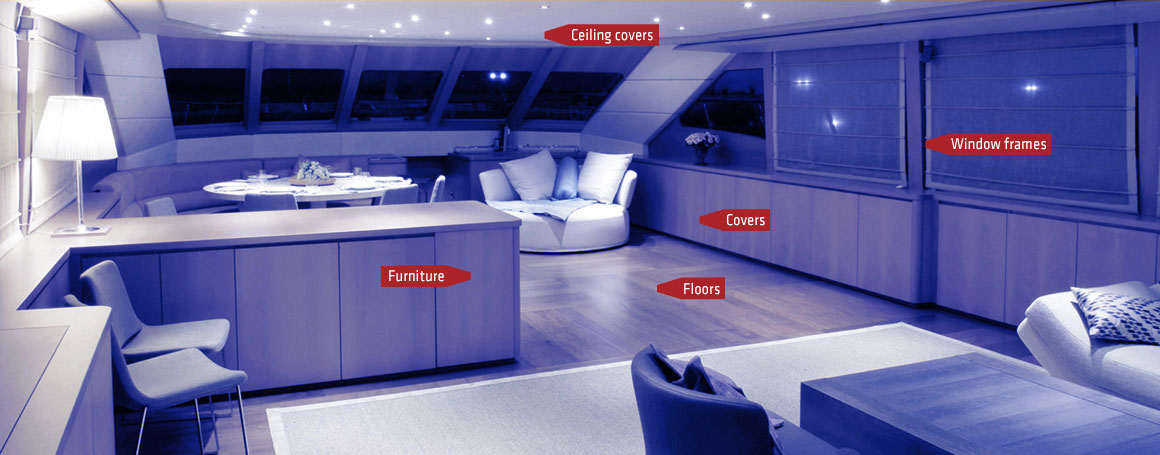 Ceiling covers
Window frames
Covers
Furniture
Floors